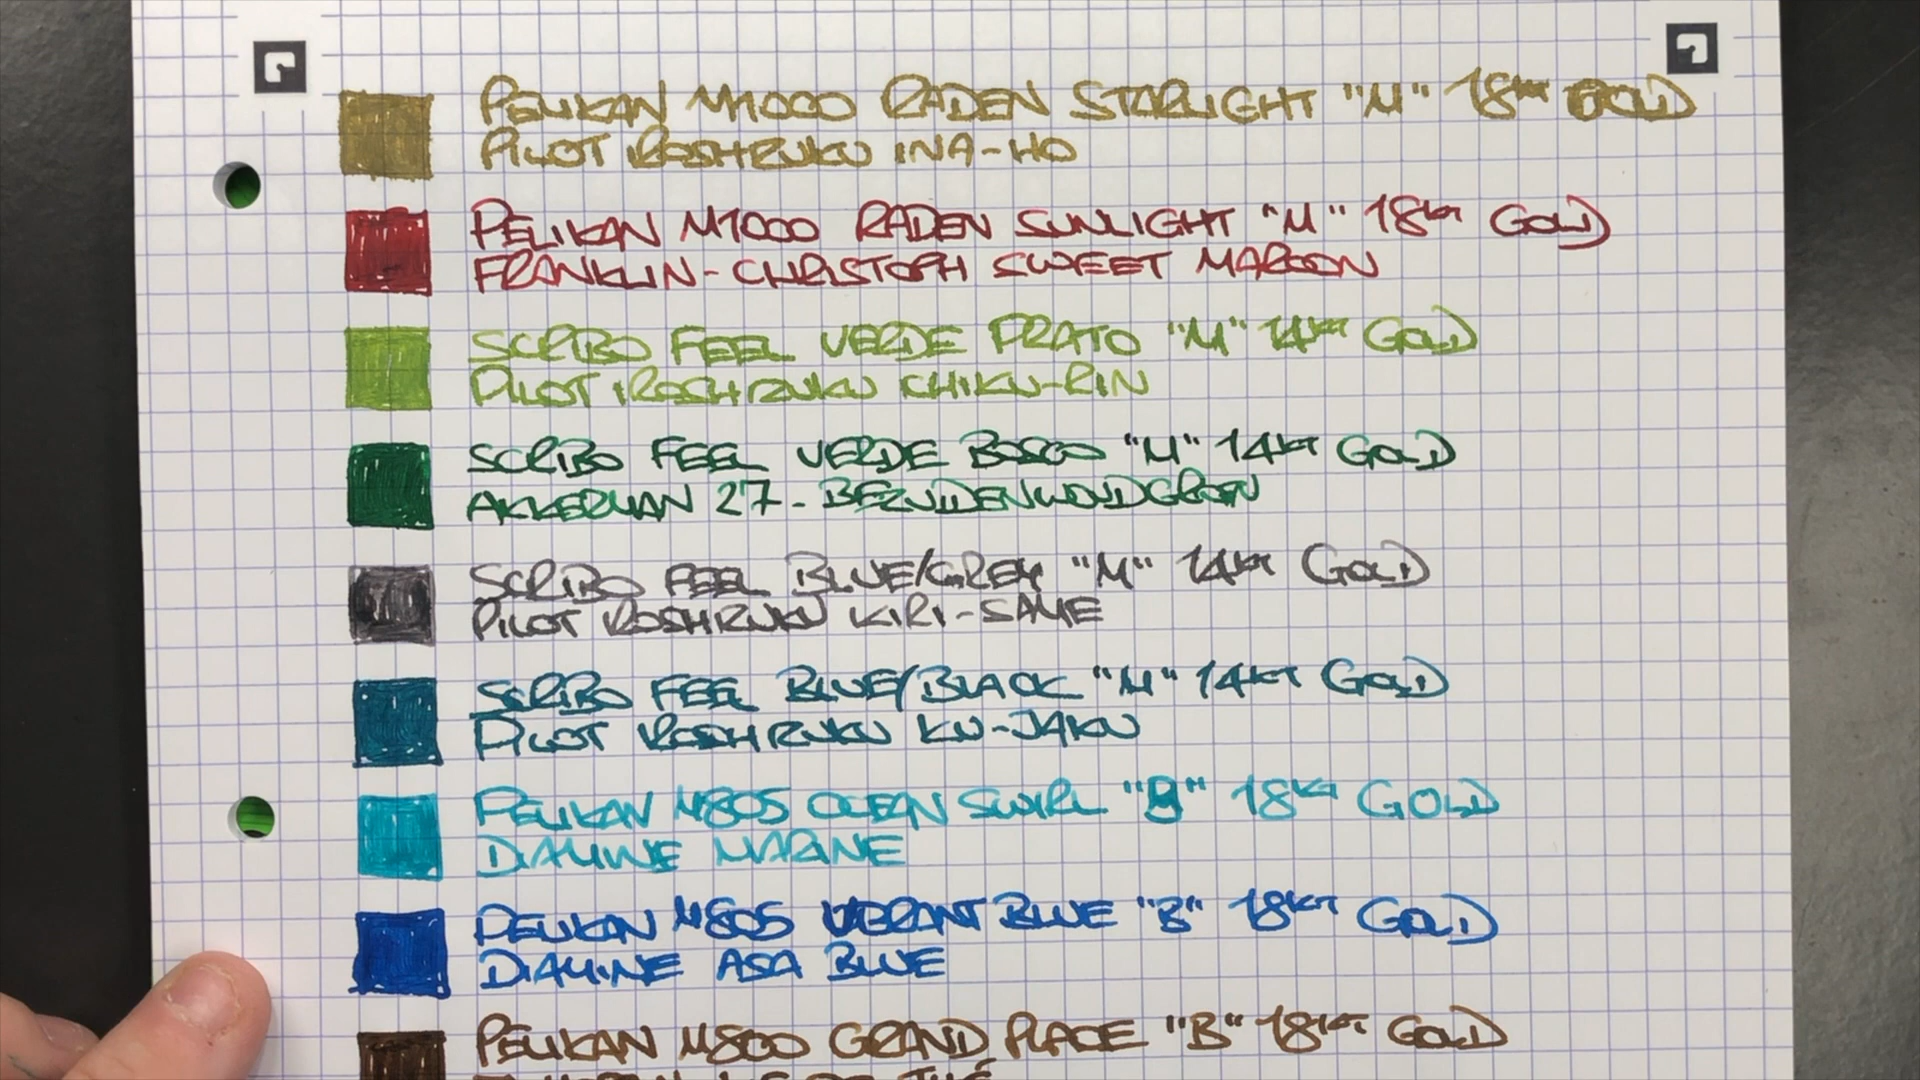 PELIKAN M1000 RADEN STARLIGHT "M" 18KT GOLD
PILOT IROSHIZUKU INA-HO
PELIKAN M1000 RADEN SUNLIGHT "M" 18KT GOLD
FRANKLIN-CHRISTOPH SWEET MAROON
SCRIBO FEEL VERDE PRATO "M" 14KT GOLD
PILOT IROSHIZUKU CHIKU-RIN
SCRIBO FEEL VERDE BOSCO "M" 14KT GOLD
AKKERMAN 27 - BEZUIDENWOUDGROEN
SCRIBO FEEL BLUE/GREY "M" 14KT GOLD
PILOT IROSHIZUKU KIRI-SAME
SCRIBO FEEL BLUE/BLACK "M" 14KT GOLD
PILOT IROSHIZUKU KU-JAKU
PELIKAN M805 OCEAN SWIRL "B" 18KT GOLD
DIAMINE MARINE
PELIKAN M805 VIBRANT BLUE "B" 18KT GOLD
DIAMINE ASA BLUE
PELIKAN M800 GRAND PLACE "B" 18KT GOLD